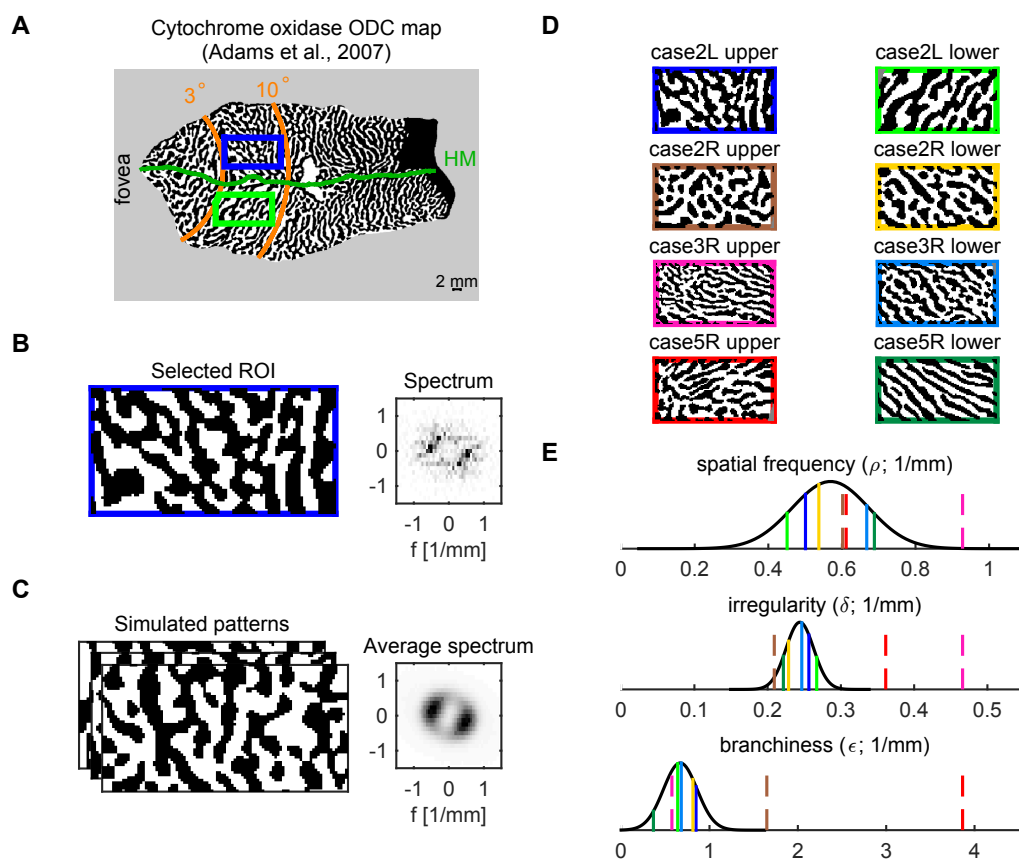 A
Cytochrome oxidase ODC map
(Adams et al., 2007)
3°
10°
HM
fovea
2 mm
B
Selected ROI
Spectrum
1
0
-1
-1 0 1
f [1/mm]
C
Simulated patterns
Average spectrum
1
0
-1
-1 0 1
f [1/mm]
D
case2L upper
case2L lower
case2R upper
case2R lower
case3R upper
case3R lower
case5R upper
case5R lower
E
spatial frequency (ρ; 1/mm)
0 0.2 0.4 0.6 0.8 1
irregularity (δ; 1/mm)
0 0.1 0.2 0.3 0.4 0.5
branchiness (ϵ; 1/mm)
0 1 2 3 4